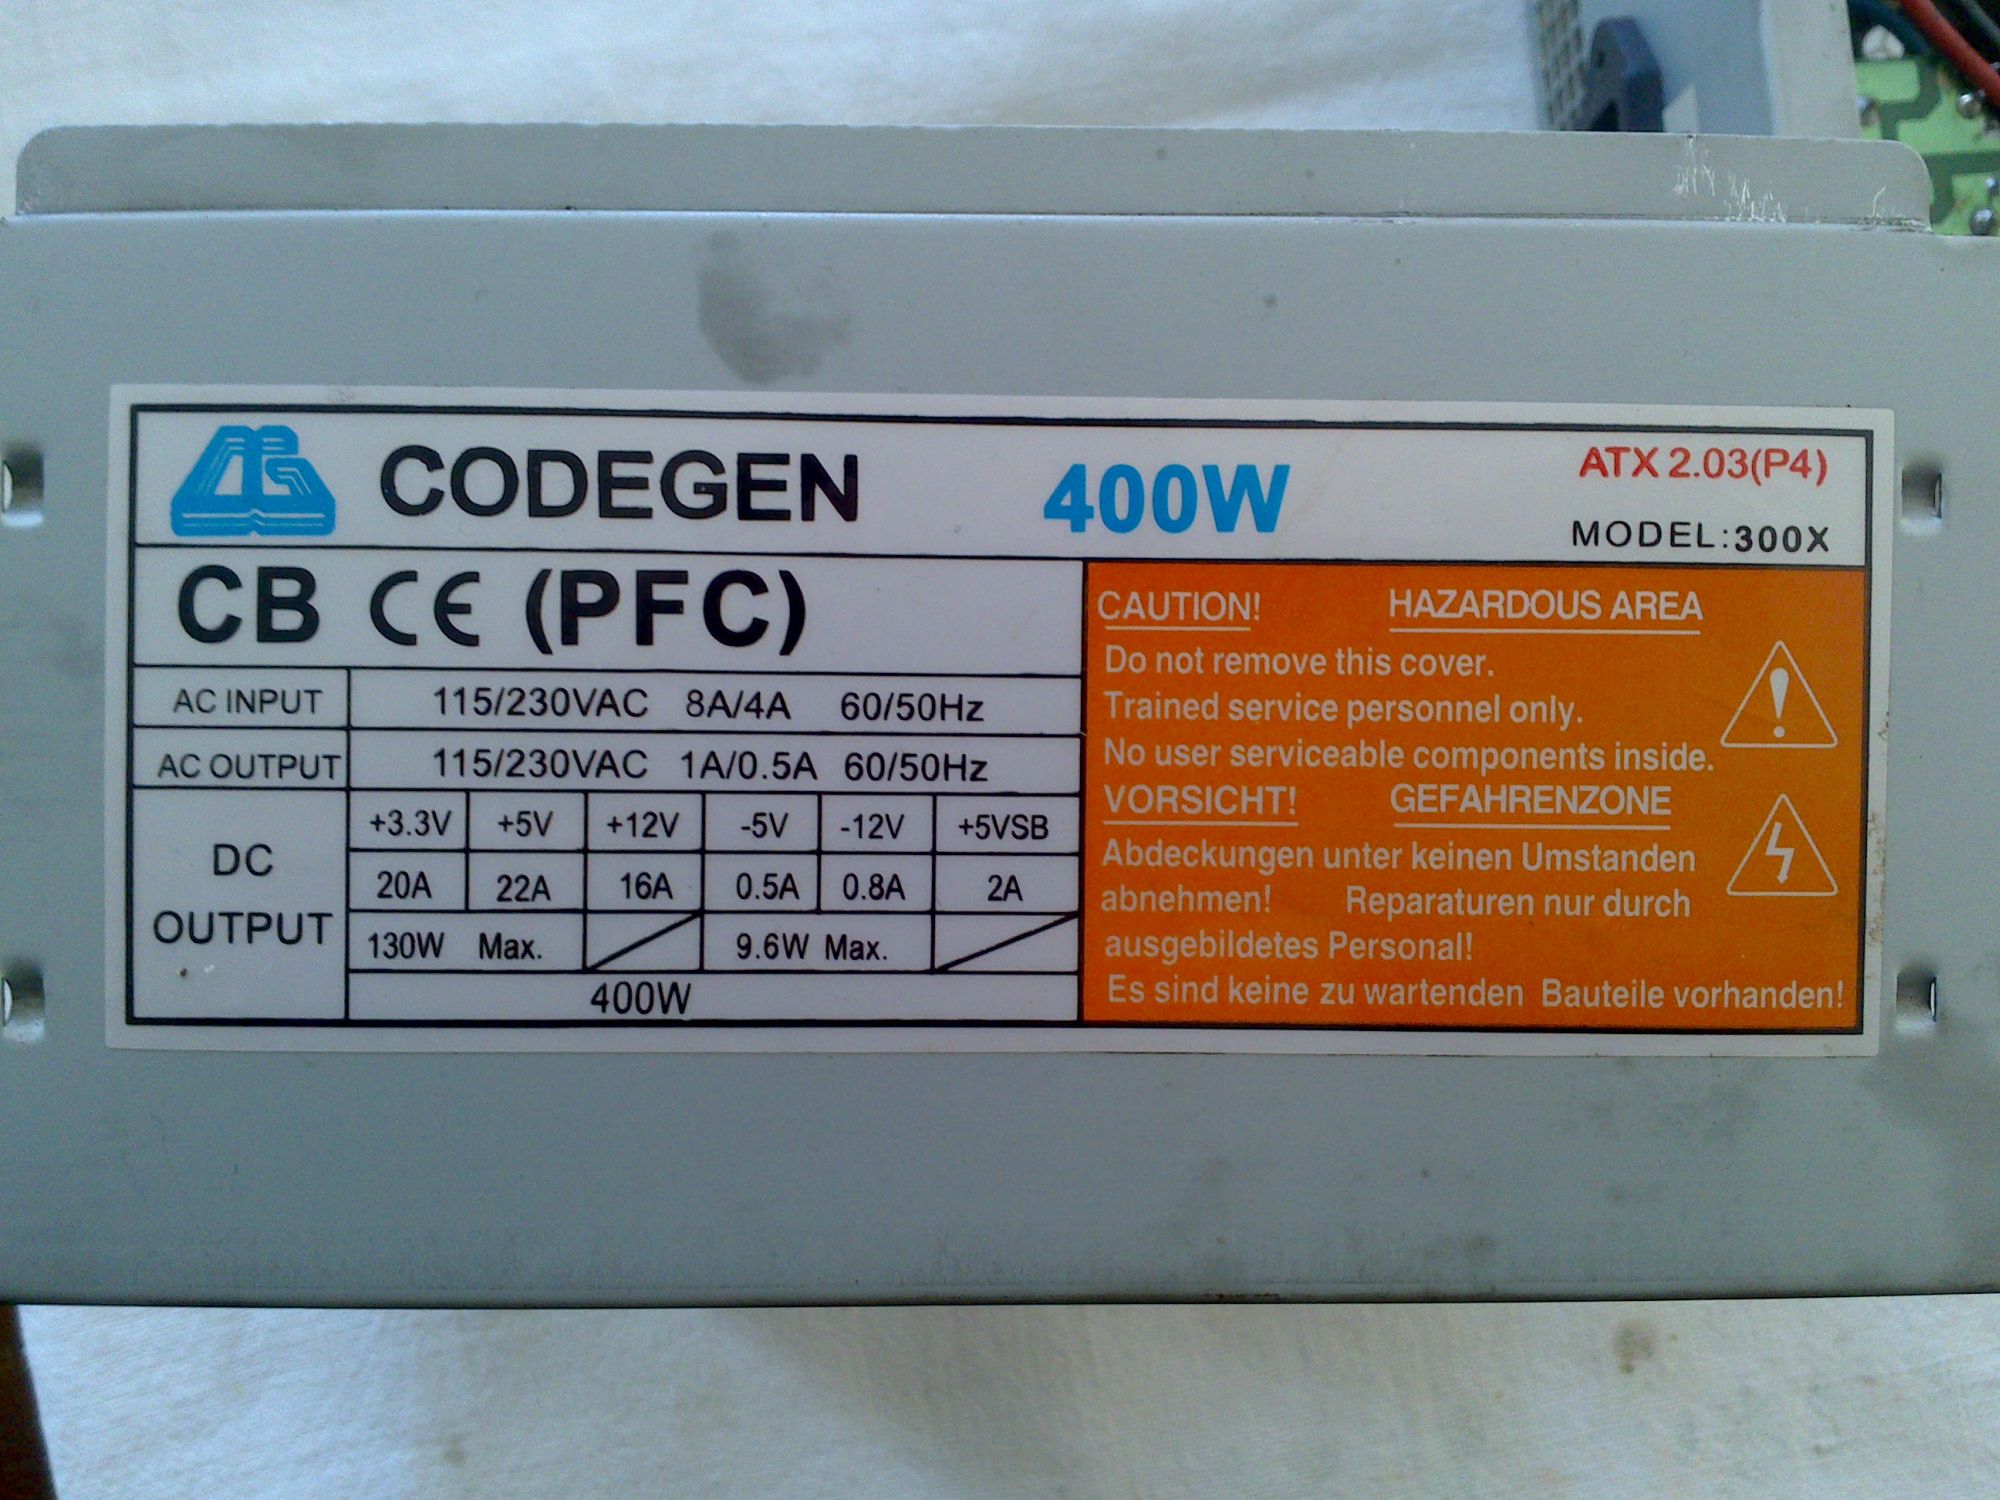 CODEGEN 400W ATX 2.03(P4)
MODEL:300X
CB CE (PFC)
AC INPUT 115/230VAC 8A/4A 60/50Hz
AC OUTPUT 115/230VAC 1A/0.5A 60/50Hz
DC OUTPUT
+3.3V +5V +12V -5V -12V +5VSB
20A 22A 16A 0.5A 0.8A 2A
130W Max. 9.6W Max.
400W
CAUTION! HAZARDOUS AREA
Do not remove this cover.
Trained service personnel only.
No user serviceable components inside.
VORSICHT! GEFAHRENZONE
Abdeckungen unter keinen Umstanden
abnehmen! Reparaturen nur durch
ausgebildetes Personal!
Es sind keine zu wartenden Bauteile vorhanden!